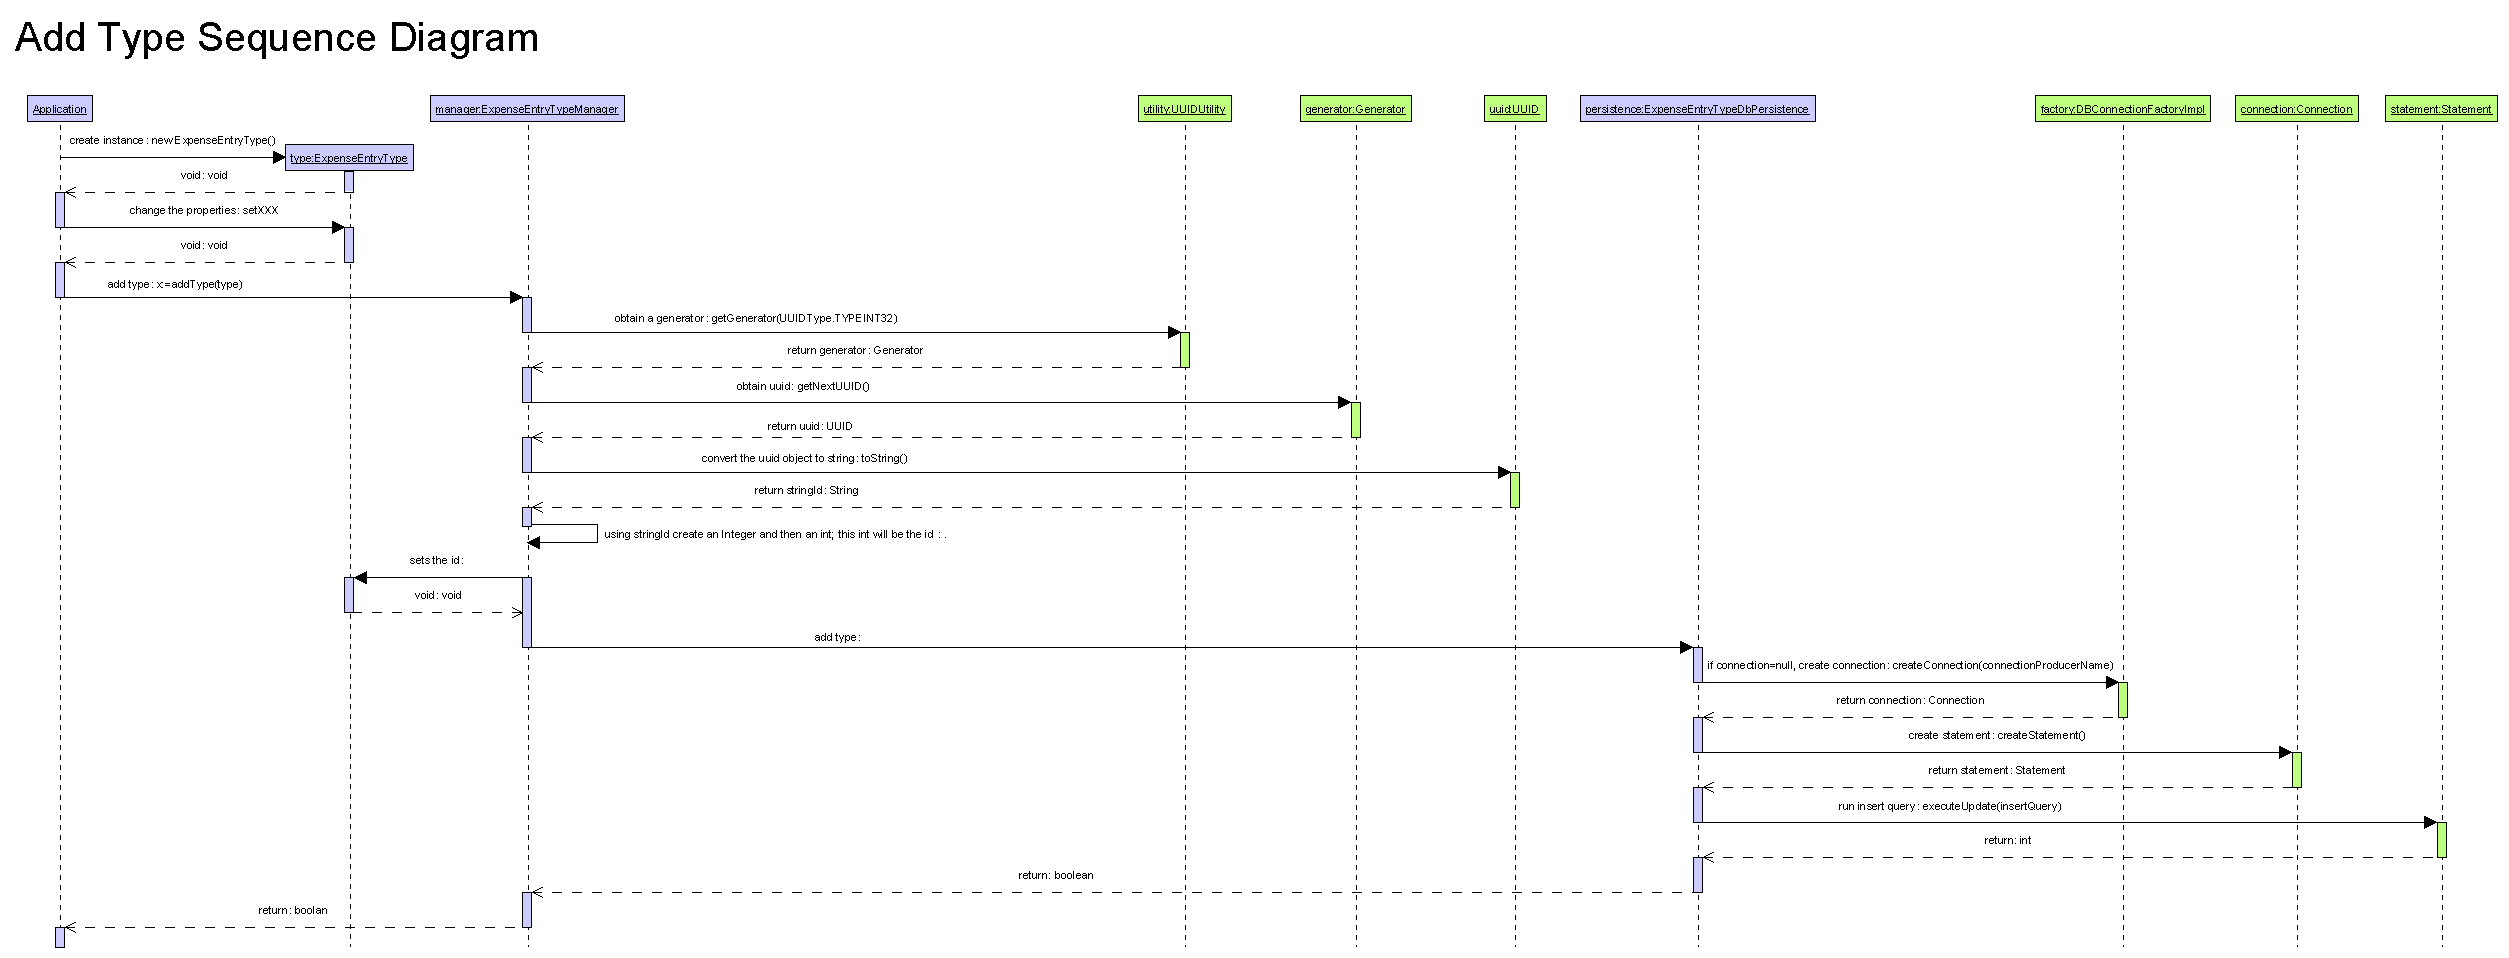 Add Type Sequence Diagram
Application
manager:ExpenseEntryTypeManager
utility:UUIDUtility
generator:Generator
uuid:UUID
persistence:ExpenseEntryTypeDbPersistence
factory:DBConnectionFactoryImpl
connection:Connection
statement:Statement
create instance : new ExpenseEntryType()
type:ExpenseEntryType
void : void
change the properties : setXXX
void : void
add type : x:=addType(type)
obtain a generator : getGenerator(UUIDType.TYPEINT32)
return generator : Generator
obtain uuid : getNextUUID()
return uuid : UUID
convert the uuid object to string : toString()
return stringId : String
using stringId create an Integer and then an int; this int will be the id : .
sets the id :
void : void
add type :
if connection=null, create connection : createConnection(connectionProducerName)
return connection : Connection
create statement : createStatement()
return statement : Statement
run insert query : executeUpdate(insertQuery)
return : int
return : boolean
return : boolan